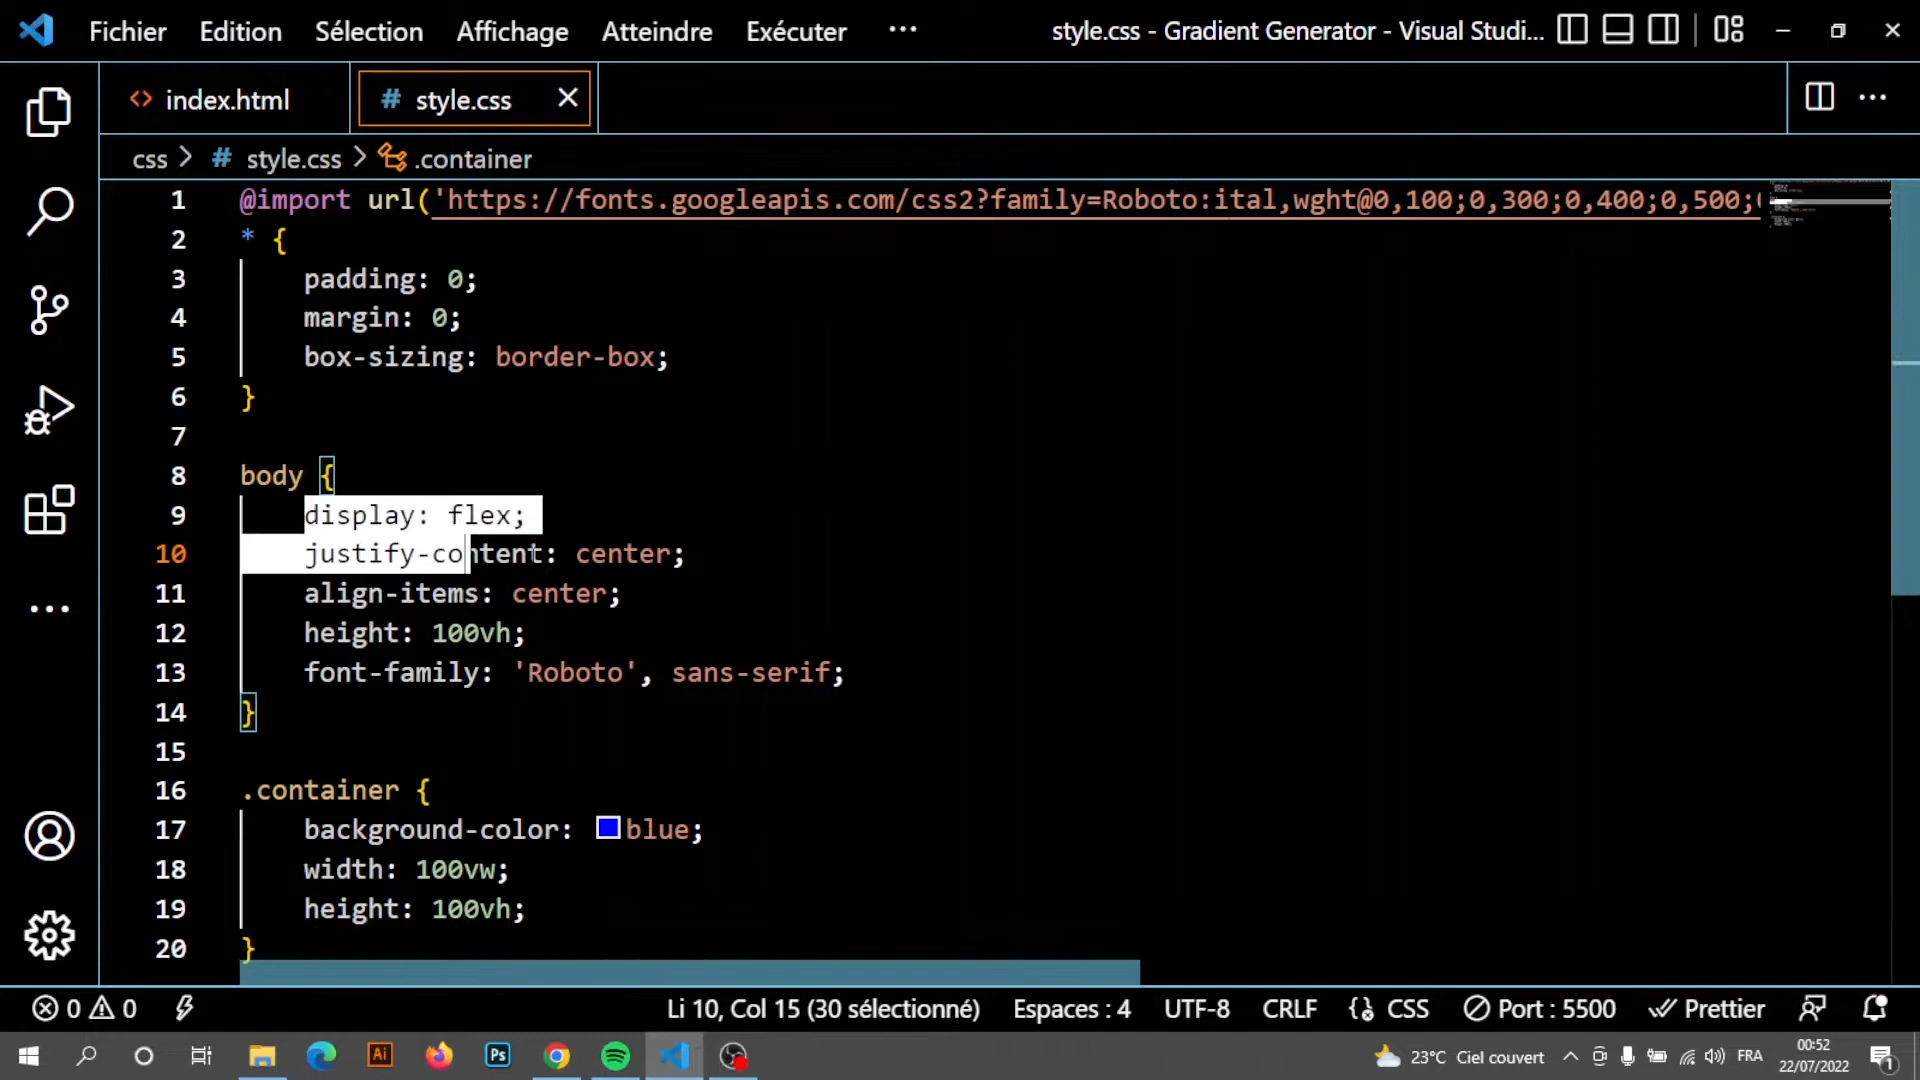 Fichier Edition Sélection Affichage Atteindre Exécuter ··· style.css - Gradient Generator - Visual Studi...
<> index.html # style.css ×
css > # style.css > .container
1 @import url('https://fonts.googleapis.com/css2?family=Roboto:ital,wght@0,100;0,300;0,400;0,500;
2 * {
3 padding: 0;
4 margin: 0;
5 box-sizing: border-box;
6 }
7
8 body {
9 display: flex;
10 justify-content: center;
11 align-items: center;
12 height: 100vh;
13 font-family: 'Roboto', sans-serif;
14 }
15
16 .container {
17 background-color: blue;
18 width: 100vw;
19 height: 100vh;
20 }
0 0 Li 10, Col 15 (30 sélectionné) Espaces : 4 UTF-8 CRLF CSS Port : 5500 Prettier
Ai Ps 23°C Ciel couvert FRA 00:52
22/07/2022 1